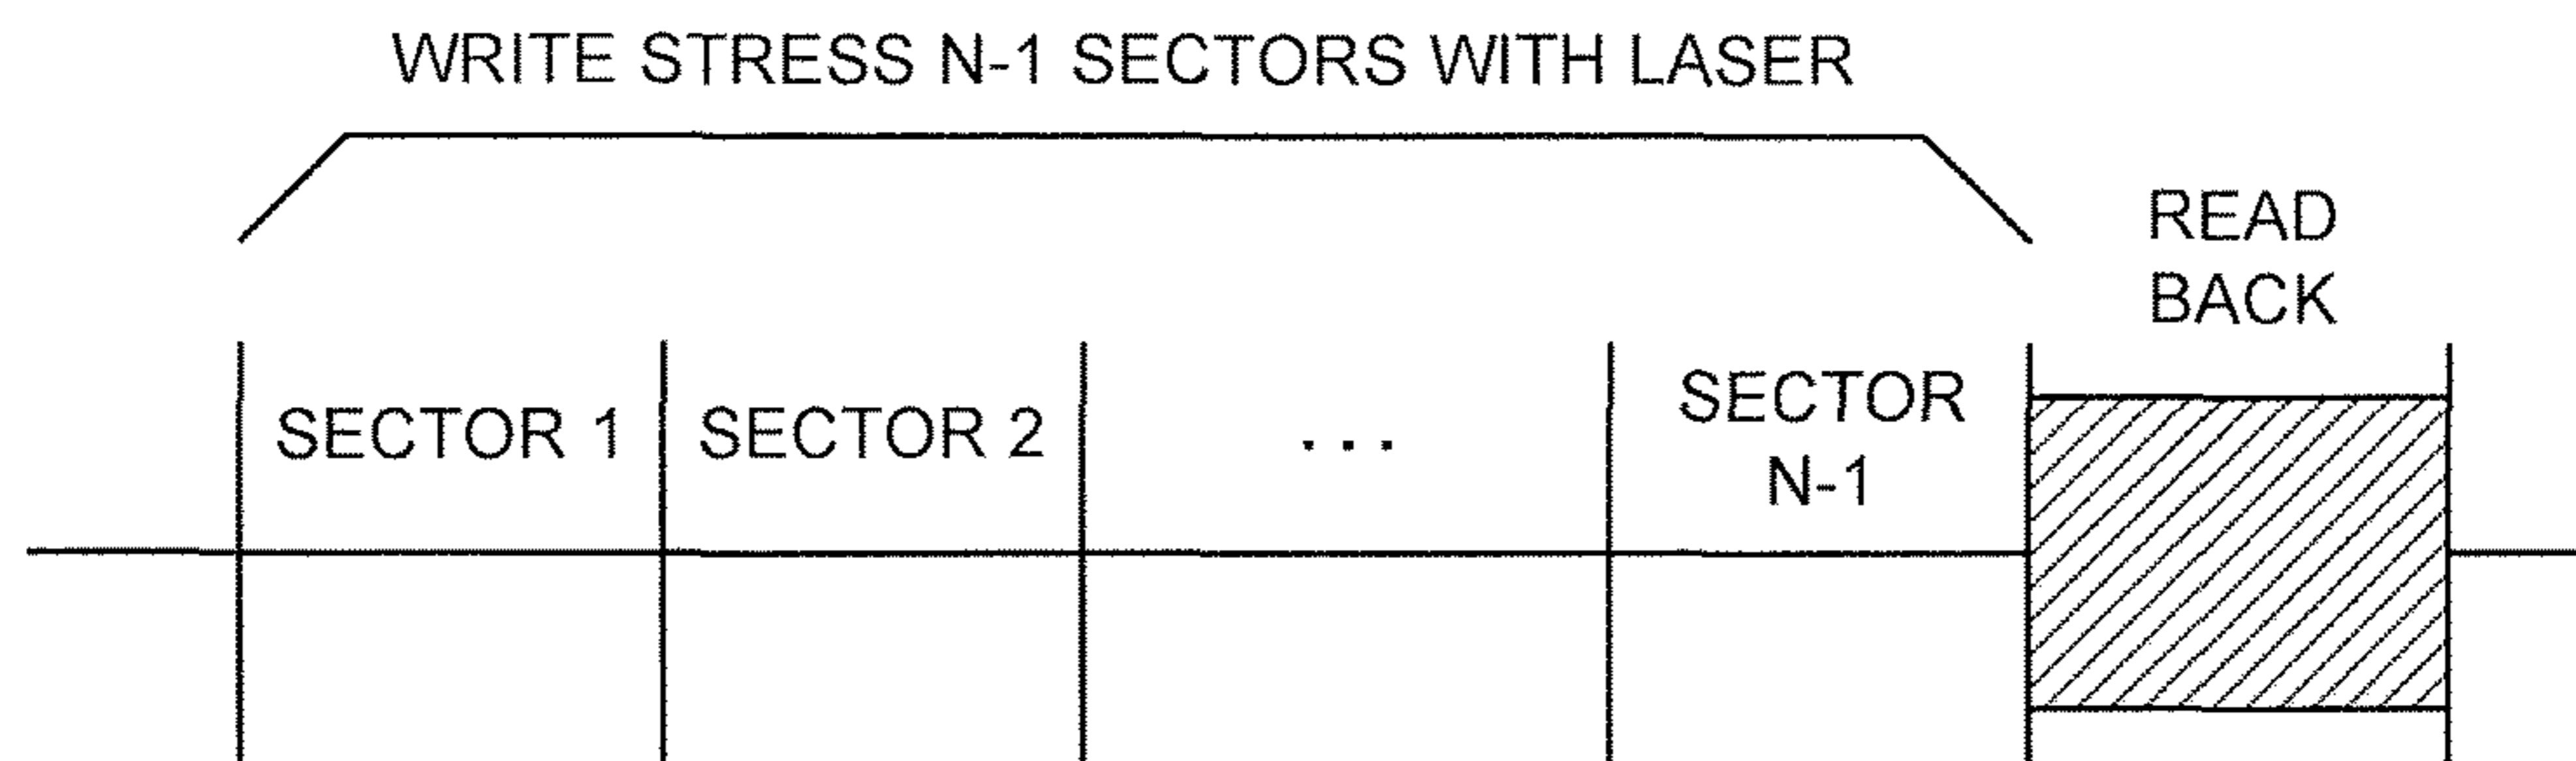 WRITE STRESS N-1 SECTORS WITH LASER
READ
BACK
SECTOR 1
SECTOR 2
...
SECTOR
N-1